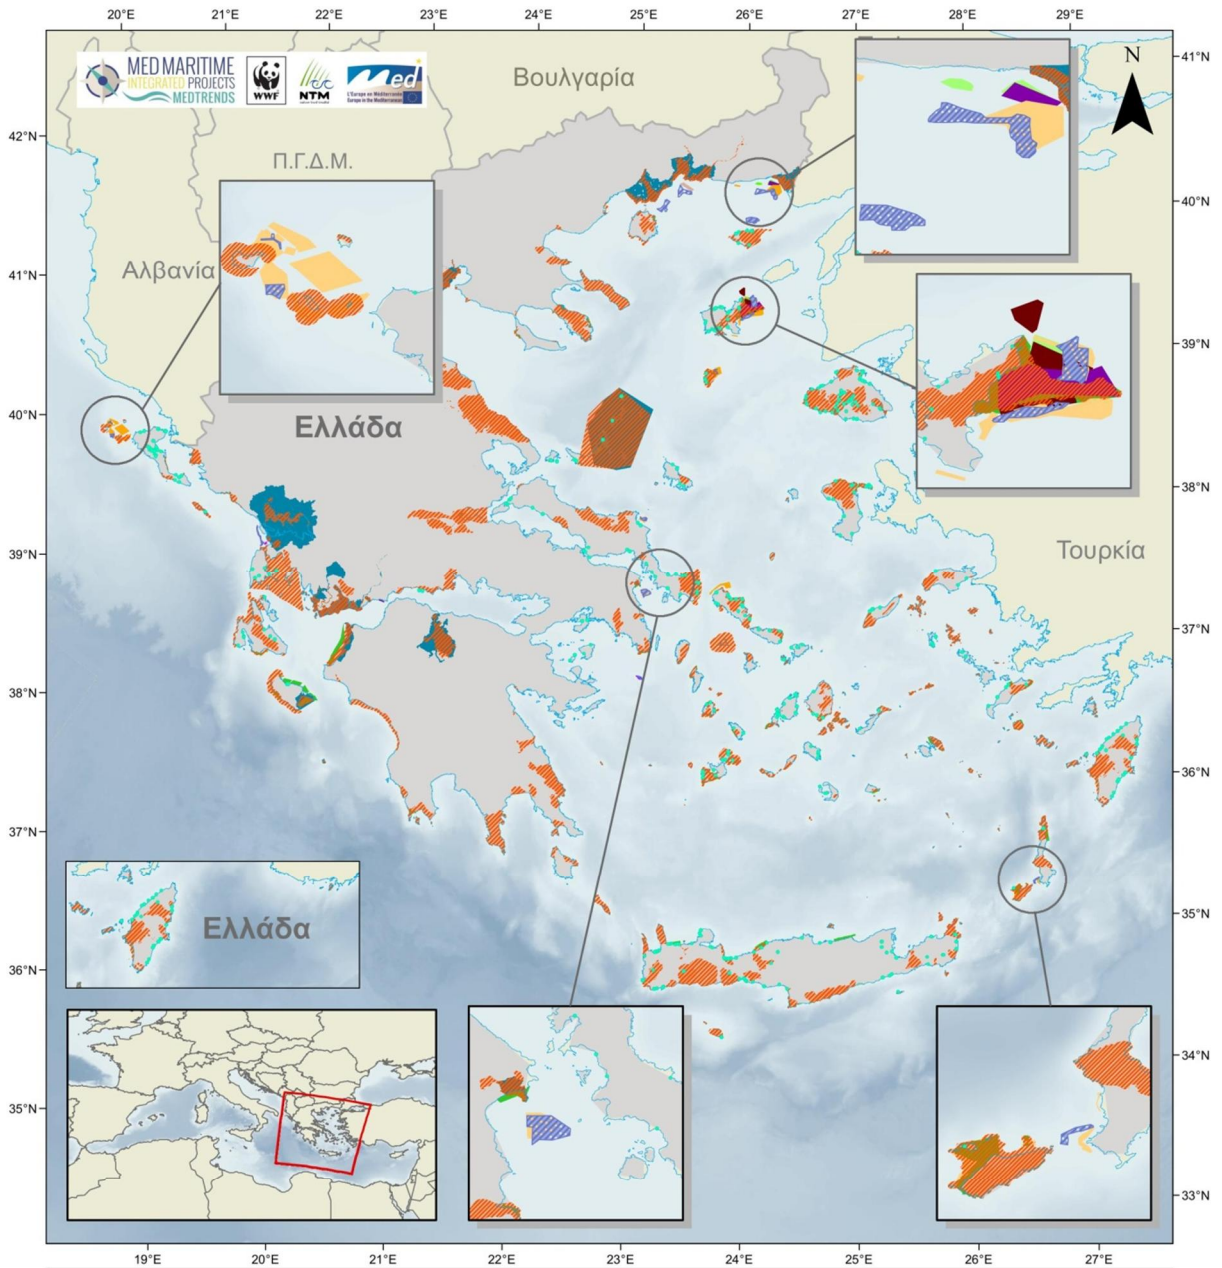 20°E 21°E 22°E 23°E 24°E 25°E 26°E 27°E 28°E 29°E
MED MARITIME
INTEGRATED PROJECTS
MEDTRENDS
WWF
NTM
Med
L'Europe en Méditerranée
Europe in the Mediterranean
N
41°N
Βουλγαρία
42°N
Π.Γ.Δ.Μ.
40°N
Αλβανία
41°N
39°N
40°N
Ελλάδα
38°N
39°N
Τουρκία
37°N
38°N
36°N
37°N
35°N
Ελλάδα
36°N
34°N
35°N
33°N
19°E 20°E 21°E 22°E 23°E 24°E 25°E 26°E 27°E